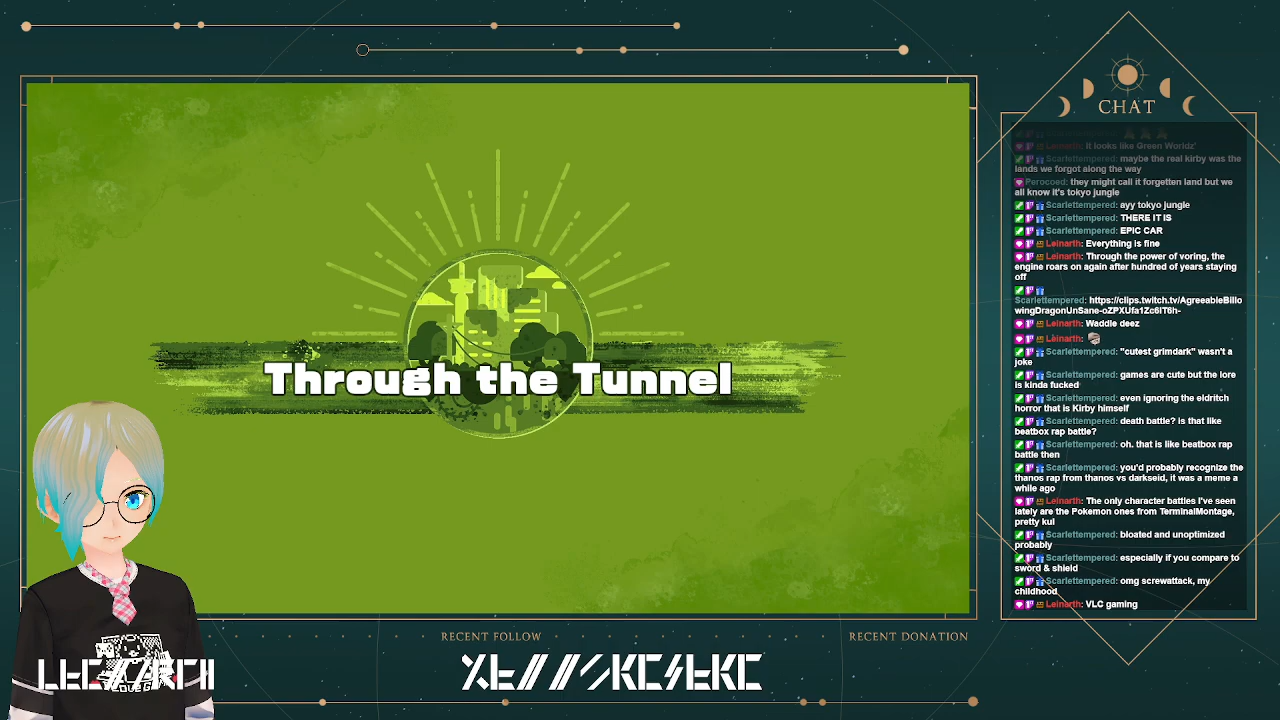 CHAT
Leinarth: It looks like Green Worldz'
Scarlettempered: maybe the real kirby was the
lands we forgot along the way
Perocoed: they might call it forgotten land but we
all know it's tokyo jungle
Scarlettempered: ayy tokyo jungle
Scarlettempered: THERE IT IS
Scarlettempered: EPIC CAR
Leinarth: Everything is fine
Leinarth: Through the power of voring, the
engine roars on again after hundred of years staying
off
Scarlettempered: https://clips.twitch.tv/AgreeableBillo
wingDragonUnSane-oZPXUfa1Zc6IT6h-
Leinarth: Waddle deez
Leinarth:
Scarlettempered: "cutest grimdark" wasn't a
joke
Scarlettempered: games are cute but the lore
is kinda fucked
Scarlettempered: even ignoring the eldritch
horror that is Kirby himself
Scarlettempered: death battle? is that like
beatbox rap battle?
Scarlettempered: oh. that is like beatbox rap
battle then
Scarlettempered: you'd probably recognize the
thanos rap from thanos vs darkseid, it was a meme a
while ago
Leinarth: The only character battles I've seen
lately are the Pokemon ones from TerminalMontage,
pretty kul
Scarlettempered: bloated and unoptimized
probably
Scarlettempered: especially if you compare to
sword & shield
Scarlettempered: omg screwattack, my
childhood
Leinarth: VLC gaming
Through the Tunnel
RECENT FOLLOW
RECENT DONATION